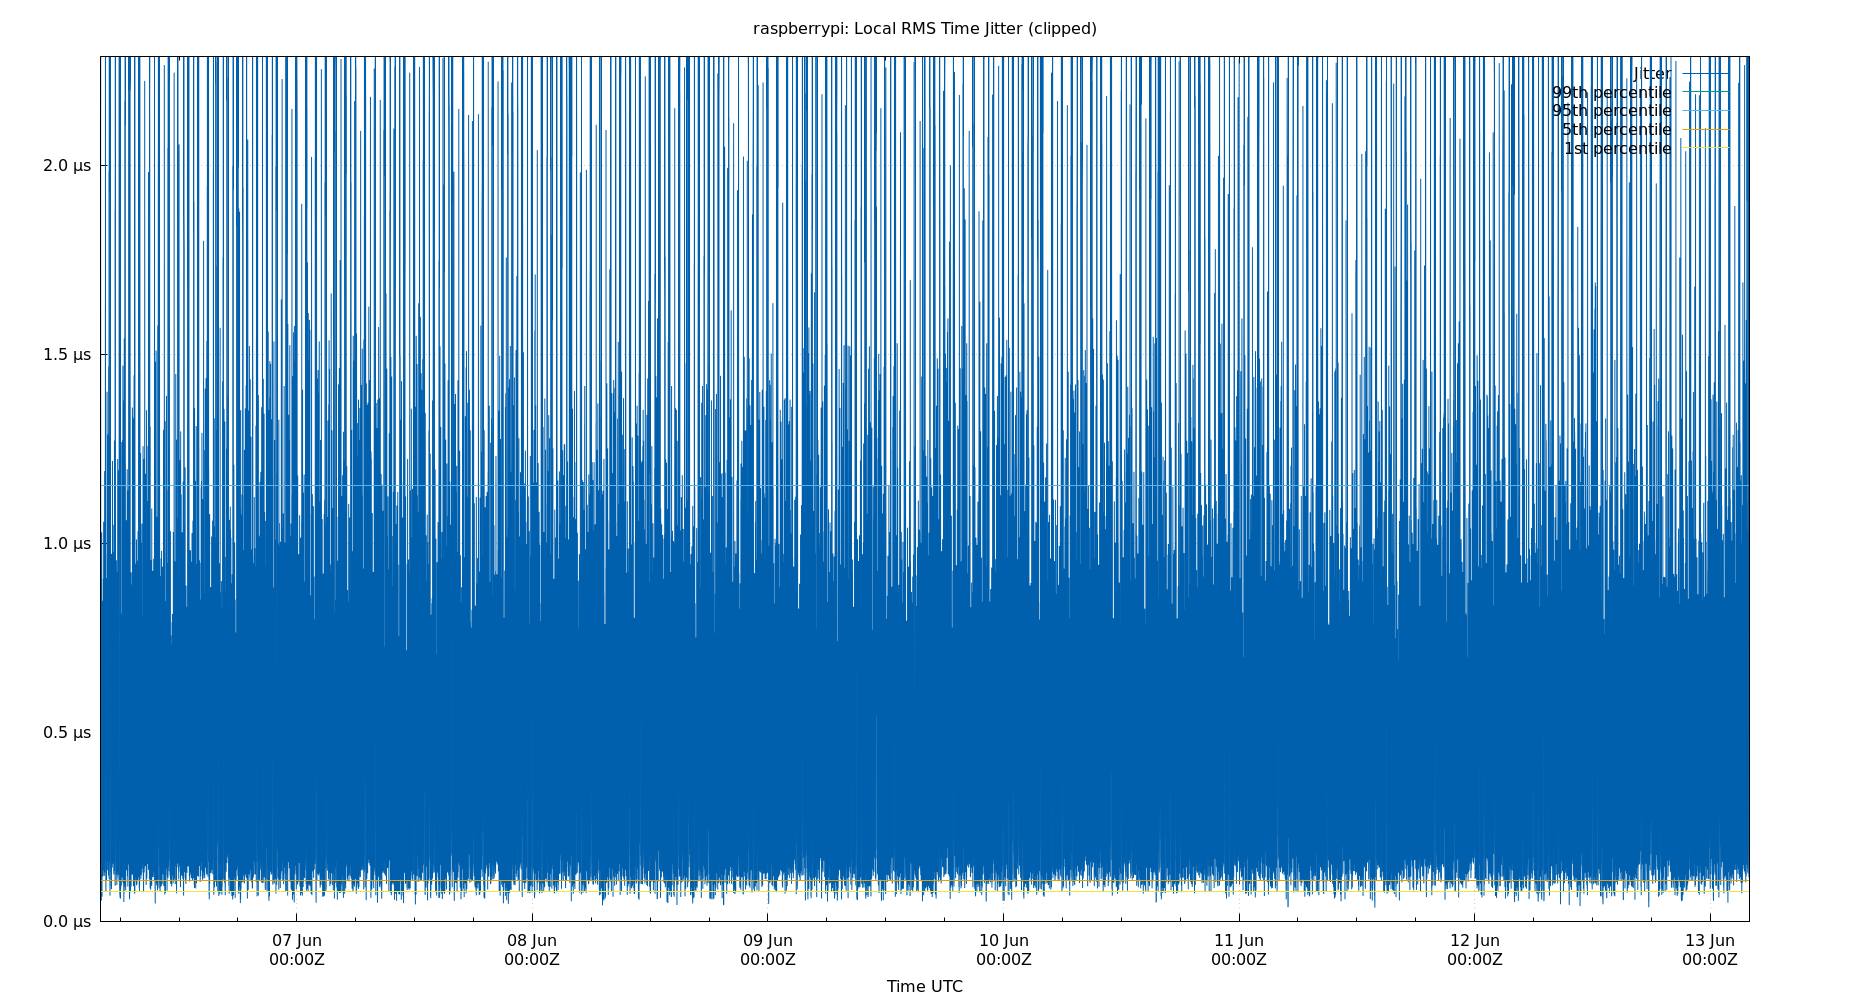 raspberrypi: Local RMS Time Jitter (clipped)
Jitter
99th percentile
95th percentile
5th percentile
1st percentile
2.0 µs
1.5 µs
1.0 µs
0.5 µs
0.0 µs
07 Jun 08 Jun 09 Jun 10 Jun 11 Jun 12 Jun 13 Jun
00:00Z 00:00Z 00:00Z 00:00Z 00:00Z 00:00Z 00:00Z
Time UTC